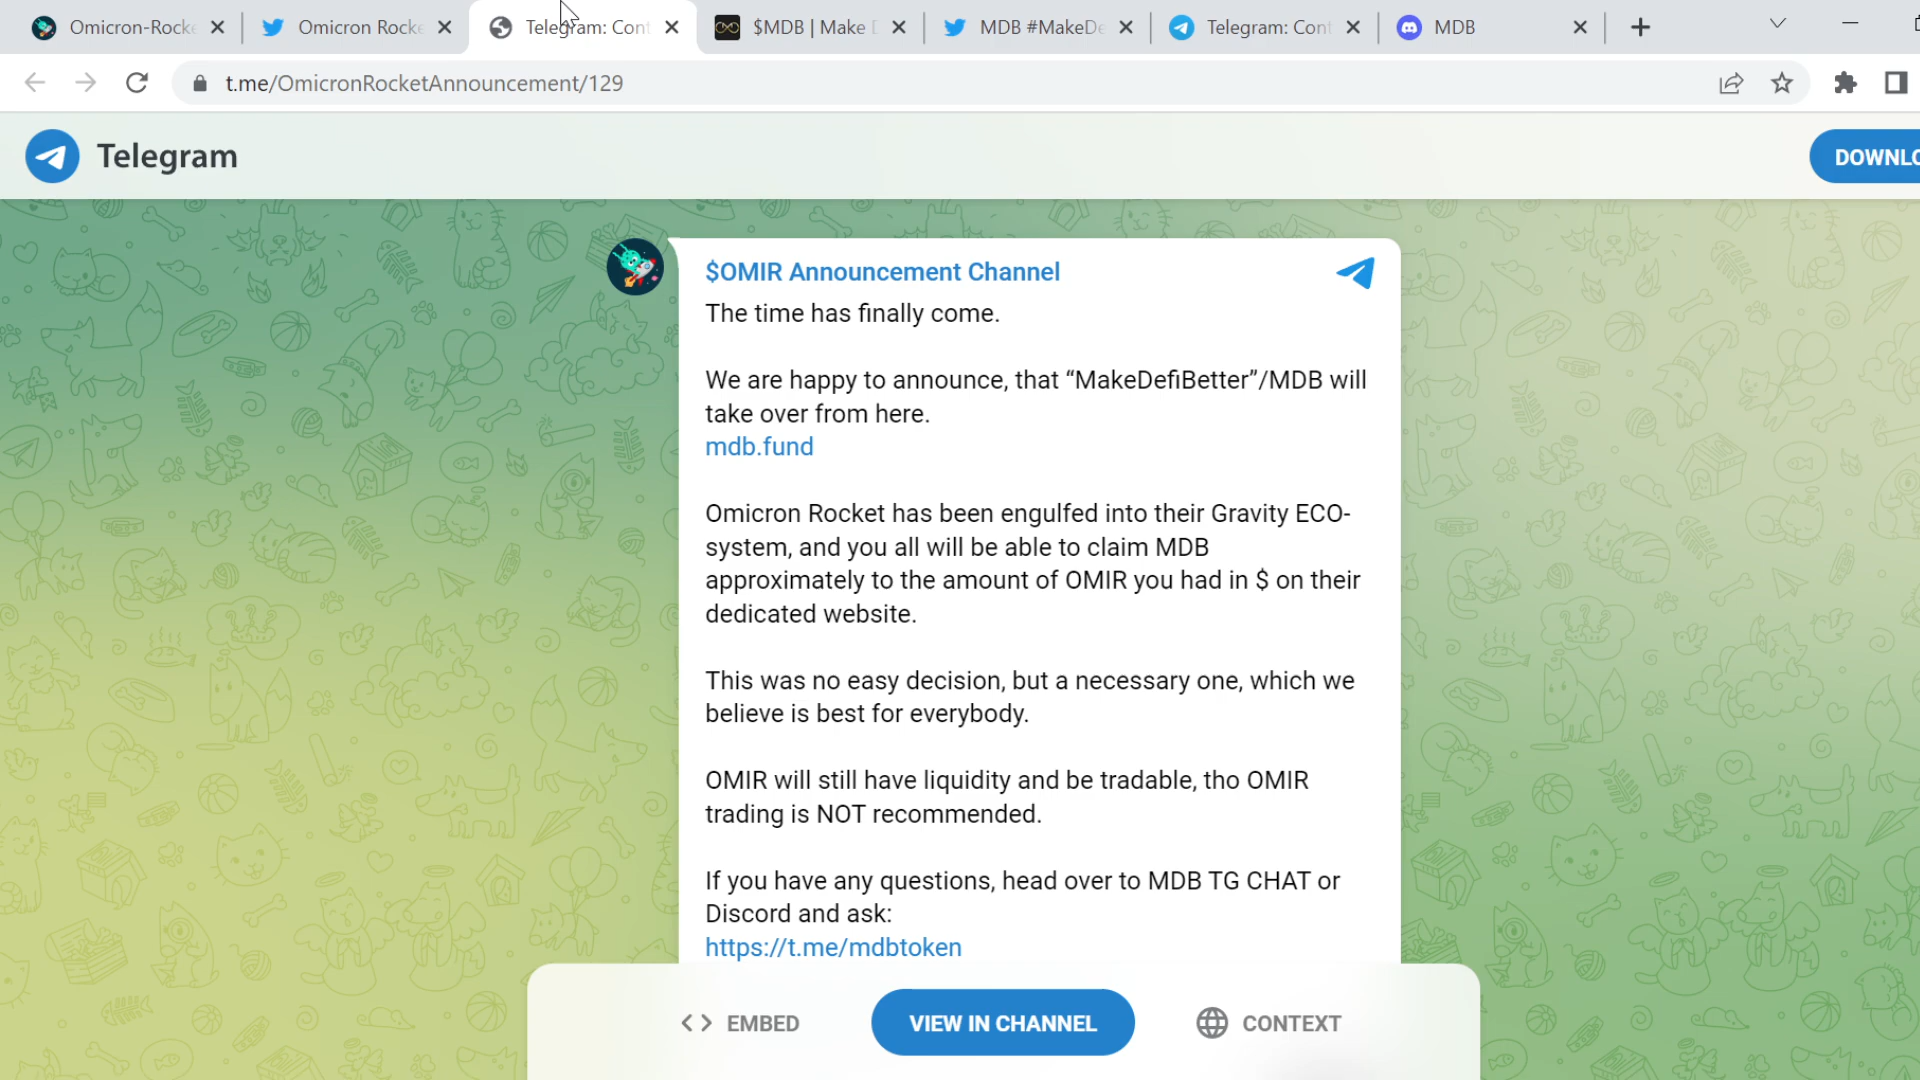 Omicron-Rock
Omicron Rock
Telegram: Cont
$MDB | Make D
MDB #MakeDe
Telegram: Cont
MDB
t.me/OmicronRocketAnnouncement/129
Telegram
DOWNLO
$OMIR Announcement Channel
The time has finally come.
We are happy to announce, that “MakeDefiBetter”/MDB will
take over from here.
mdb.fund
Omicron Rocket has been engulfed into their Gravity ECO-
system, and you all will be able to claim MDB
approximately to the amount of OMIR you had in $ on their
dedicated website.
This was no easy decision, but a necessary one, which we
believe is best for everybody.
OMIR will still have liquidity and be tradable, tho OMIR
trading is NOT recommended.
If you have any questions, head over to MDB TG CHAT or
Discord and ask:
https://t.me/mdbtoken
EMBED
VIEW IN CHANNEL
CONTEXT